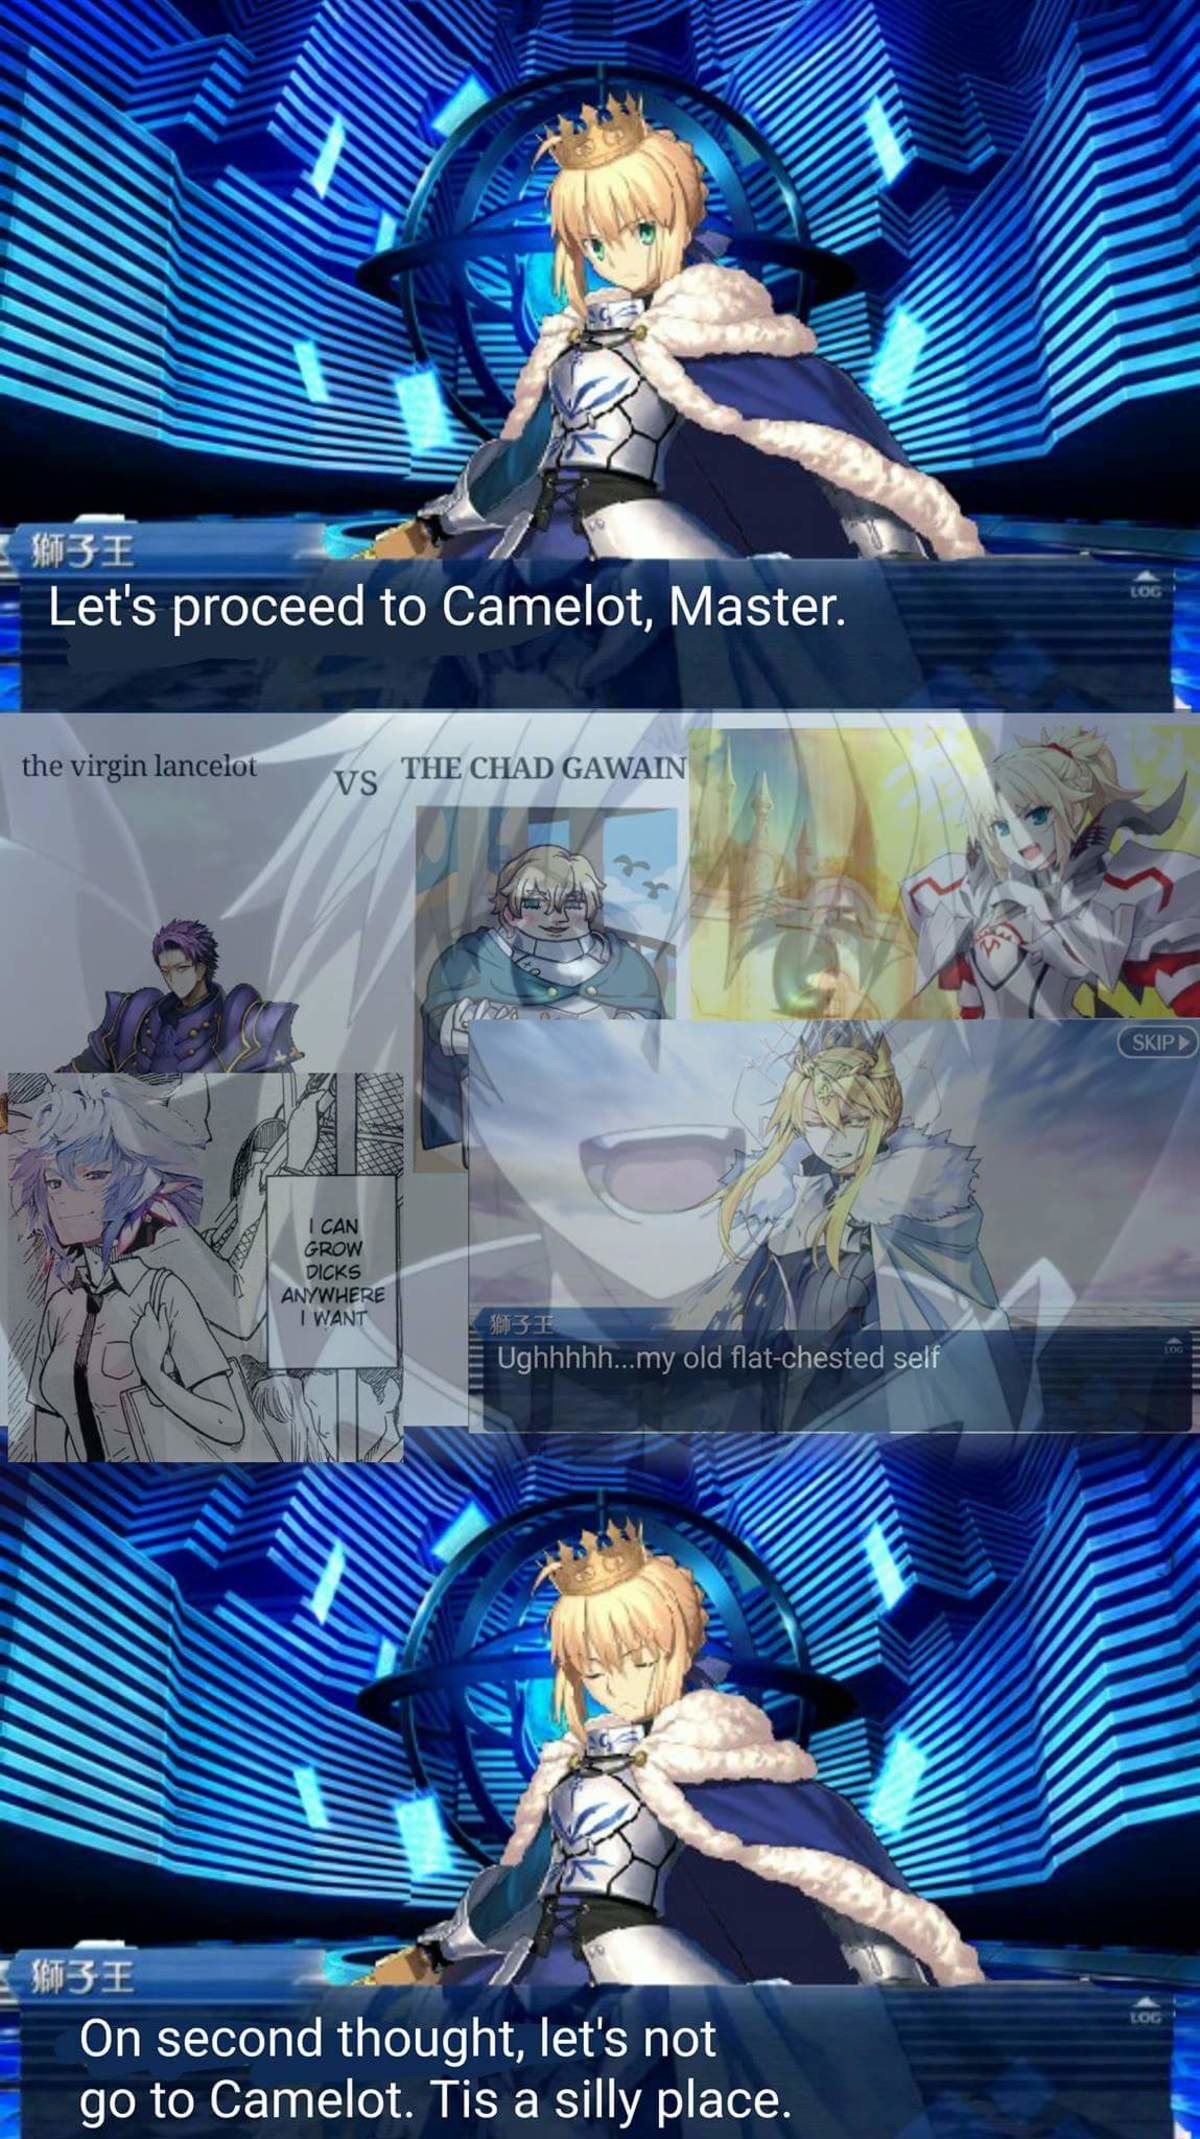 獅子王
LOG
Let's proceed to Camelot, Master.
the virgin lancelot
VS
THE CHAD GAWAIN
SKIP
I CAN
GROW
DICKS
ANYWHERE
I WANT
獅子王
LOG
Ughhhhh...my old flat-chested self
獅子王
LOG
On second thought, let's not
go to Camelot. Tis a silly place.